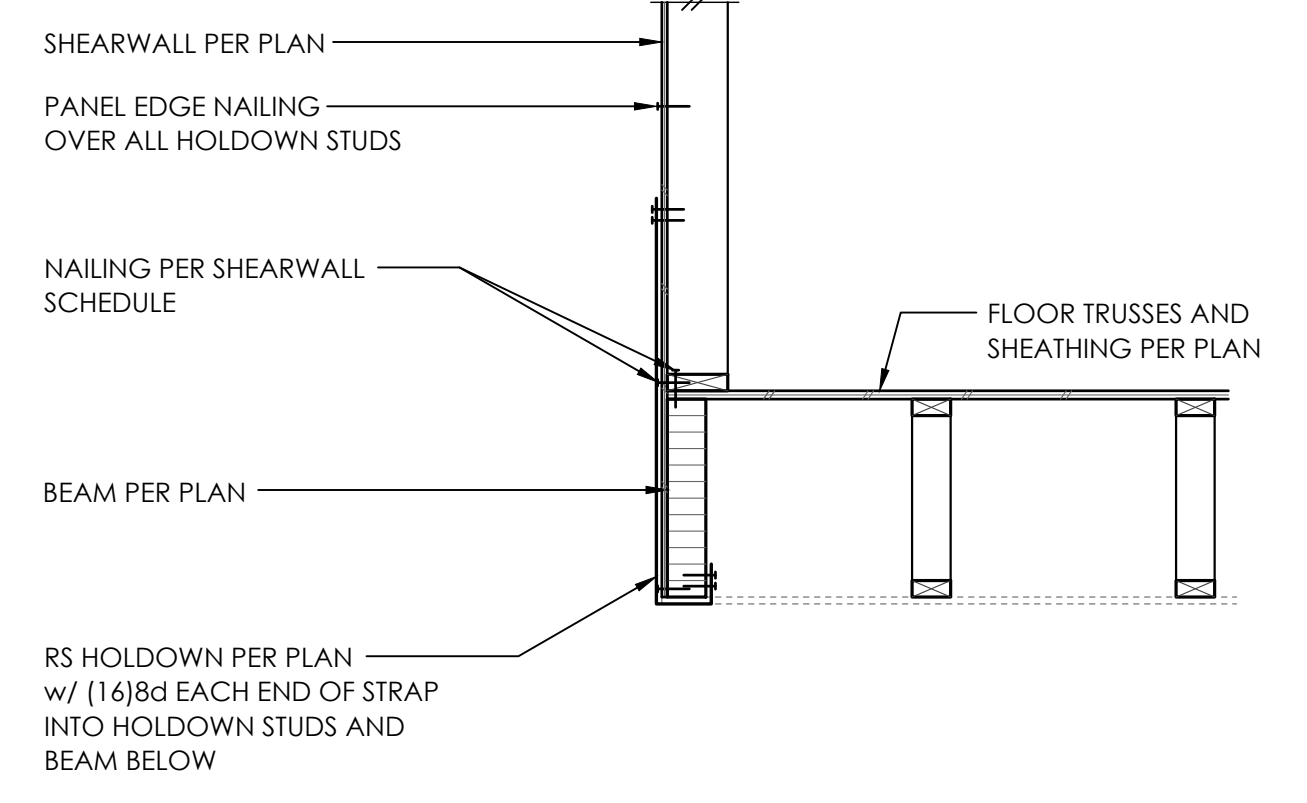 SHEARWALL PER PLAN
PANEL EDGE NAILING
OVER ALL HOLDOWN STUDS
NAILING PER SHEARWALL
SCHEDULE
FLOOR TRUSSES AND
SHEATHING PER PLAN
BEAM PER PLAN
RS HOLDOWN PER PLAN
w/ (16)8d EACH END OF STRAP
INTO HOLDOWN STUDS AND
BEAM BELOW